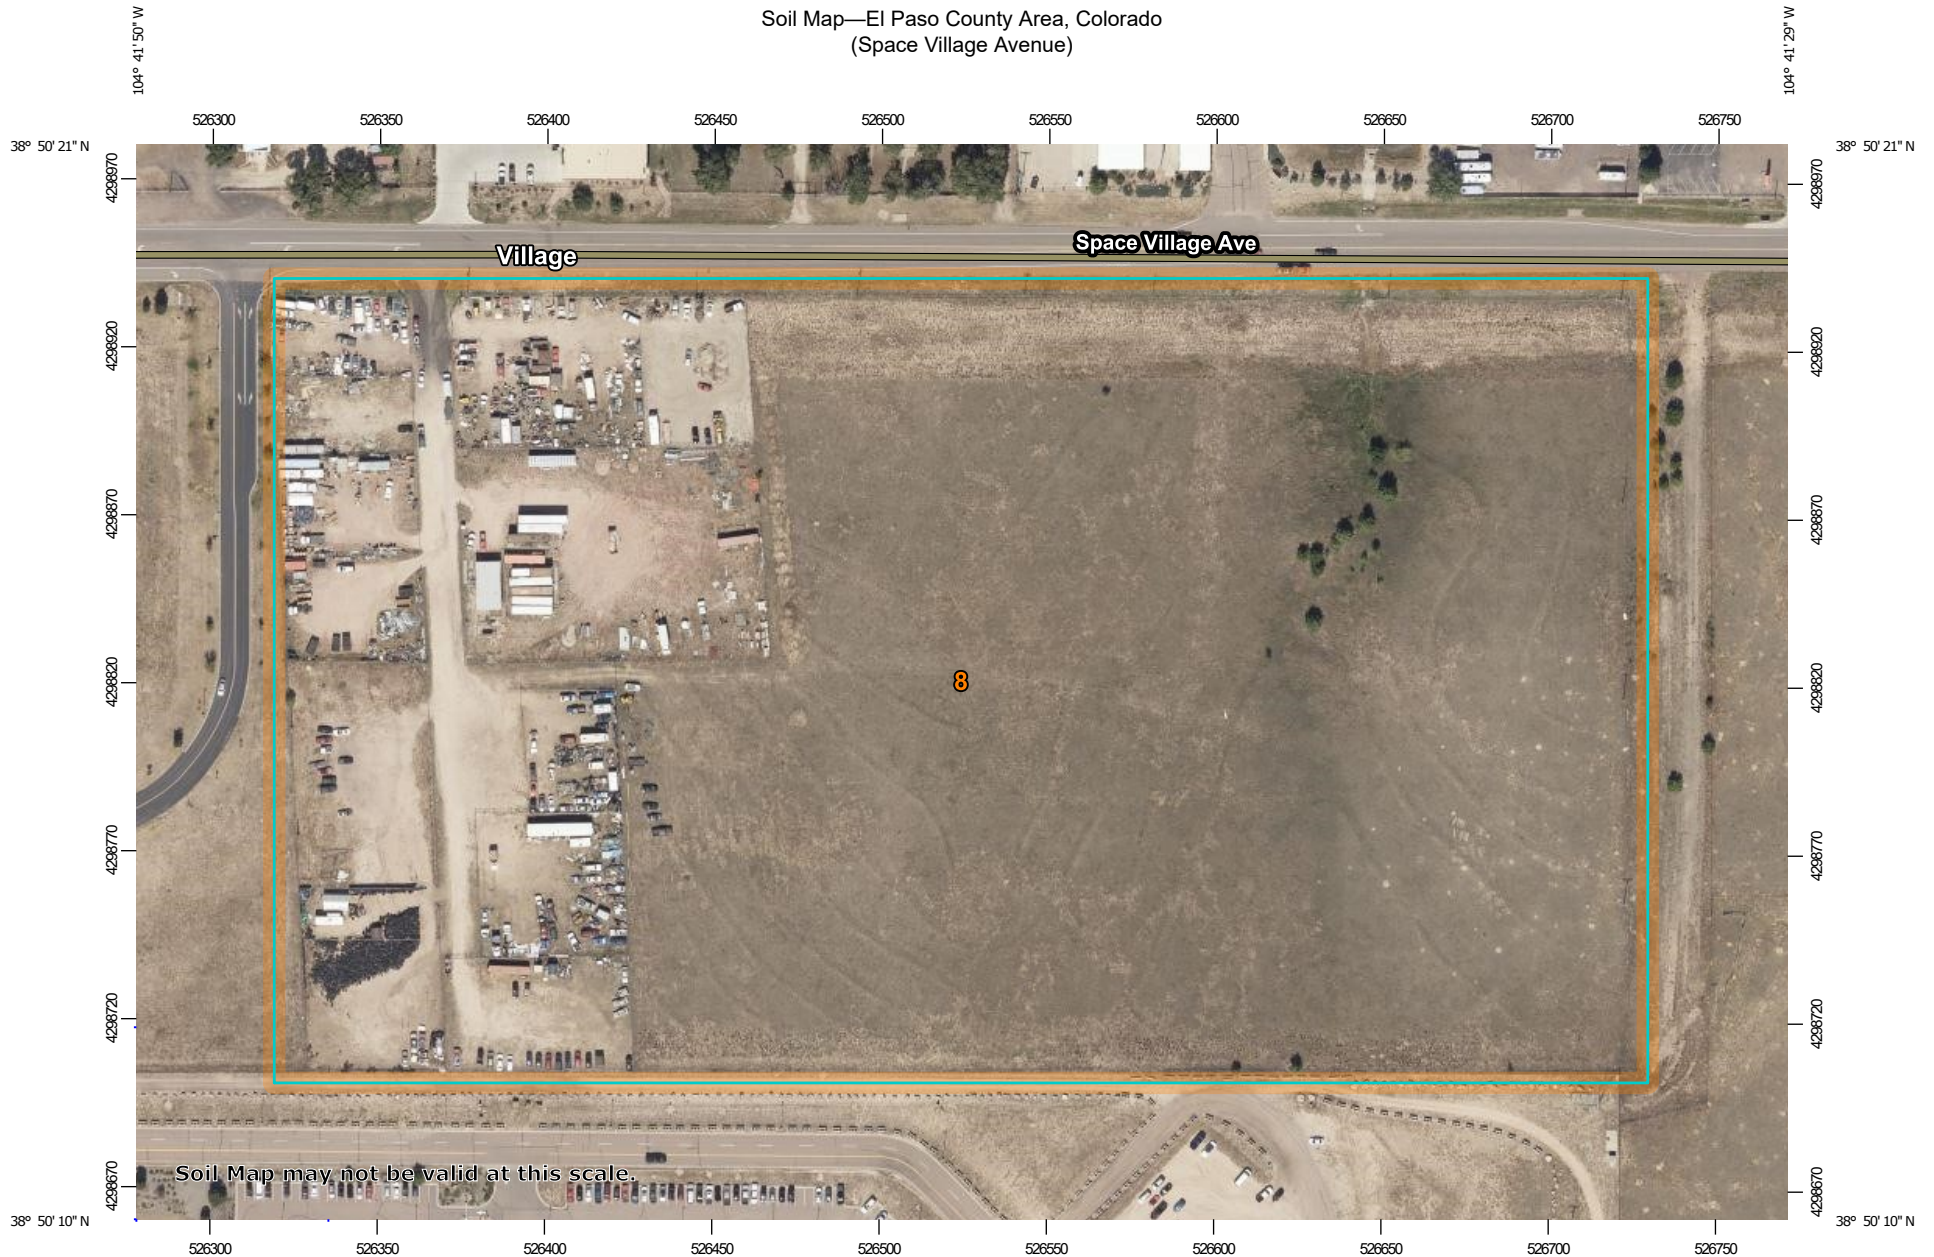 Soil Map—El Paso County Area, Colorado
(Space Village Avenue)
104° 41' 50'' W
104° 41' 29'' W
526300 526350 526400 526450 526500 526550 526600 526650 526700 526750
38° 50' 21'' N
38° 50' 21'' N
4298970
4298970
Village
Space Village Ave
4298920
4298920
4298870
4298870
8
4298820
4298820
4298770
4298770
4298720
4298720
Soil Map may not be valid at this scale.
4298670
4298670
38° 50' 10'' N
38° 50' 10'' N
526300 526350 526400 526450 526500 526550 526600 526650 526700 526750